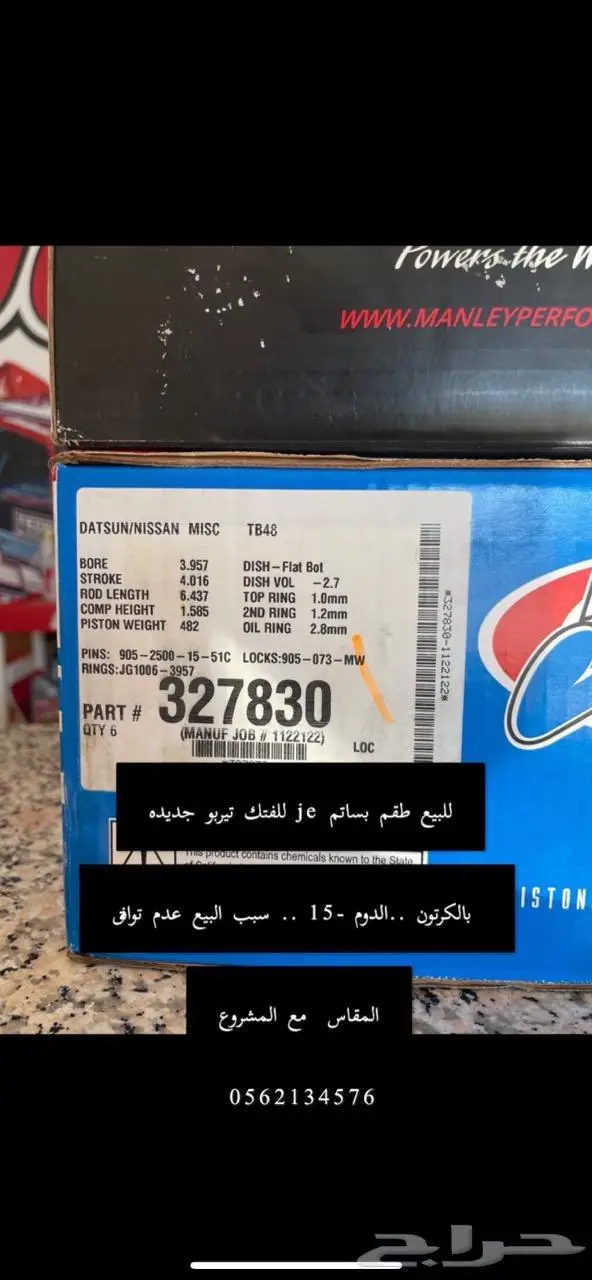 Powers the
WWW.MANLEYPERFO
DATSUN/NISSAN MISC TB48
BORE 3.957 DISH-Flat Bot
STROKE 4.016 DISH VOL -2.7
ROD LENGTH 6.437 TOP RING 1.0mm
COMP HEIGHT 1.585 2ND RING 1.2mm
PISTON WEIGHT 482 OIL RING 2.8mm
PINS: 905-2500-15-51C LOCKS:905-073-MW
RINGS:JG1006-3957
PART # 327830
QTY 6 (MANUF JOB # 1122122) LOC
*327830-1122122*
للبيع طقم بساتم je للفتك تيربو جديده
This product contains chemicals known to the State
بالكرتون ..الدوم -15 .. سبب البيع عدم توافق
ISTON
المقاس مع المشروع
0562134576
حراج